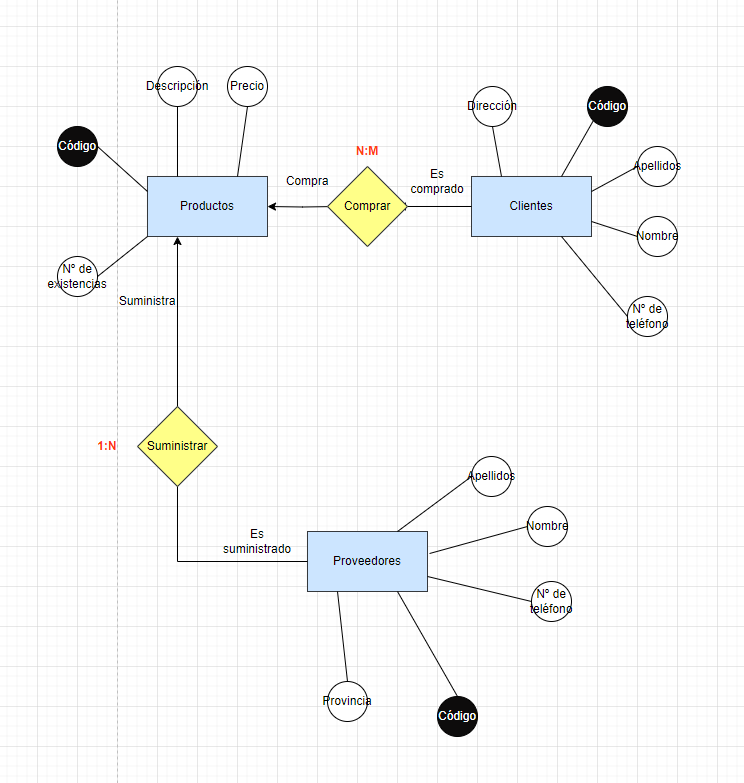 Descripción
Precio
Código
N:M
Dirección
Código
Apellidos
Productos
Compra
Comprar
Es
comprado
Clientes
Nombre
Nº de
existencias
Suministra
Nº de
teléfono
1:N
Suministrar
Apellidos
Es
suministrado
Nombre
Proveedores
Nº de
teléfono
Provincia
Código